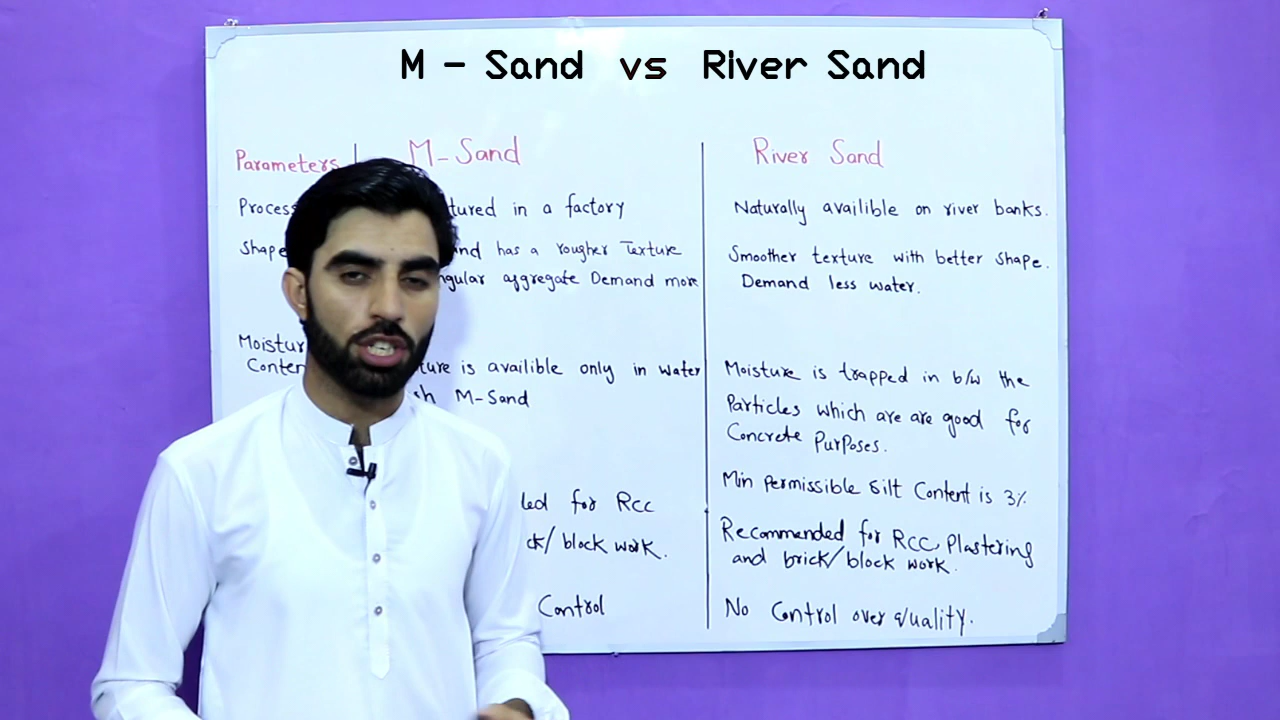 M - Sand vs River Sand
Parameters M-Sand River Sand
Process tured in a factory Naturally availible on river banks.
Shape nd has a rougher Texture Smoother texture with better shape.
ngular aggregate Demand more Demand less water.
Moistur
Conten ture is availible only in water Moisture is trapped in b/w the
sh M-Sand Particles which are are good for
Concrete Purposes.
Min Permissible silt Content is 3%
ded for RCC Recommended for RCC, Plastering
ck/ block work. and brick/block work.
Control No Control over quality.